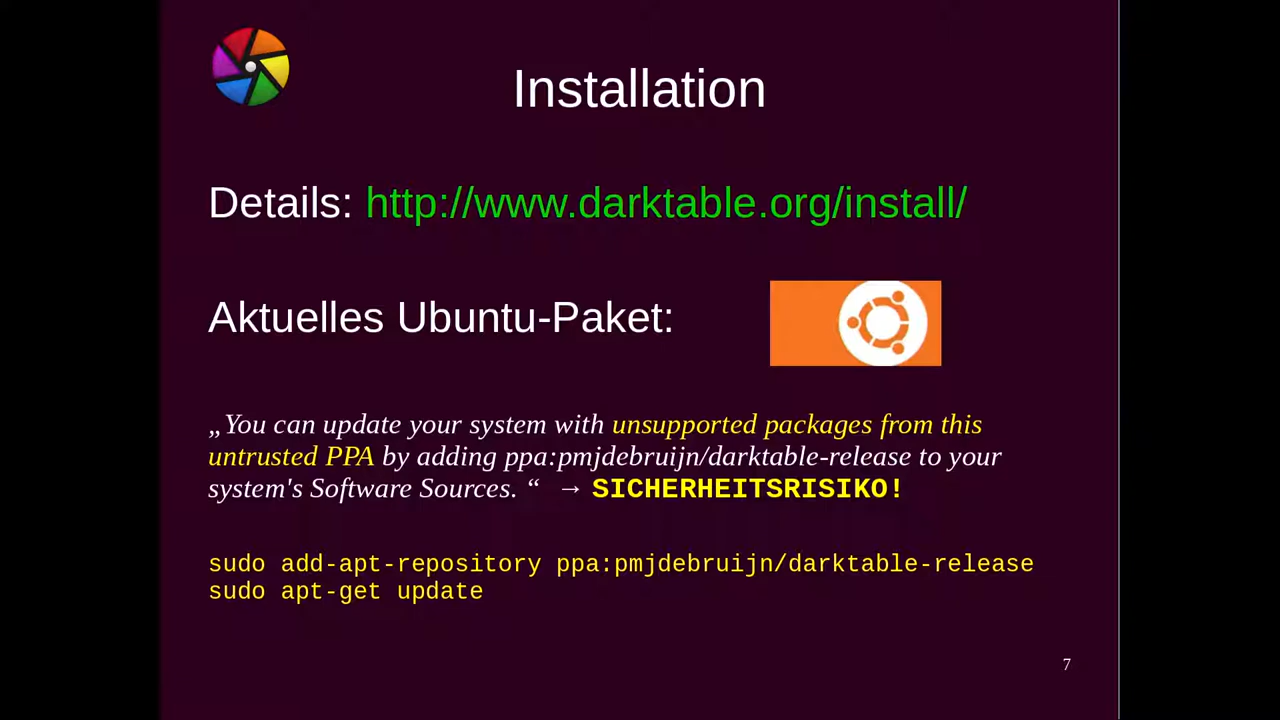 Installation
Details: http://www.darktable.org/install/
Aktuelles Ubuntu-Paket:
„You can update your system with unsupported packages from this
untrusted PPA by adding ppa:pmjdebruijn/darktable-release to your
system's Software Sources. “ → SICHERHEITSRISIKO!
sudo add-apt-repository ppa:pmjdebruijn/darktable-release
sudo apt-get update
7